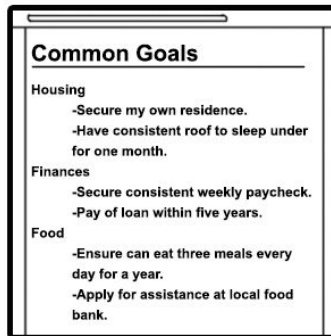 Common Goals
Housing
-Secure my own residence.
-Have consistent roof to sleep under
for one month.
Finances
-Secure consistent weekly paycheck.
-Pay of loan within five years.
Food
-Ensure can eat three meals every
day for a year.
-Apply for assistance at local food
bank.